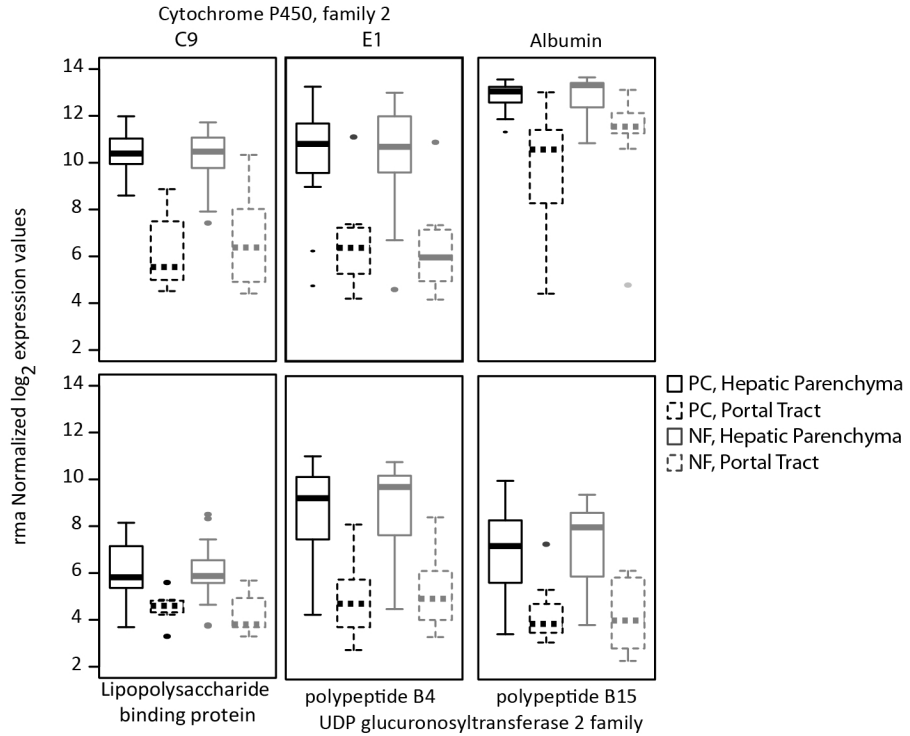 Cytochrome P450, family 2
C9
E1
Albumin
14
12
10
8
6
4
2
rma Normalized log2 expression values
14
12
10
8
6
4
2
PC, Hepatic Parenchyma
PC, Portal Tract
NF, Hepatic Parenchyma
NF, Portal Tract
Lipopolysaccharide
binding protein
polypeptide B4
polypeptide B15
UDP glucuronosyltransferase 2 family